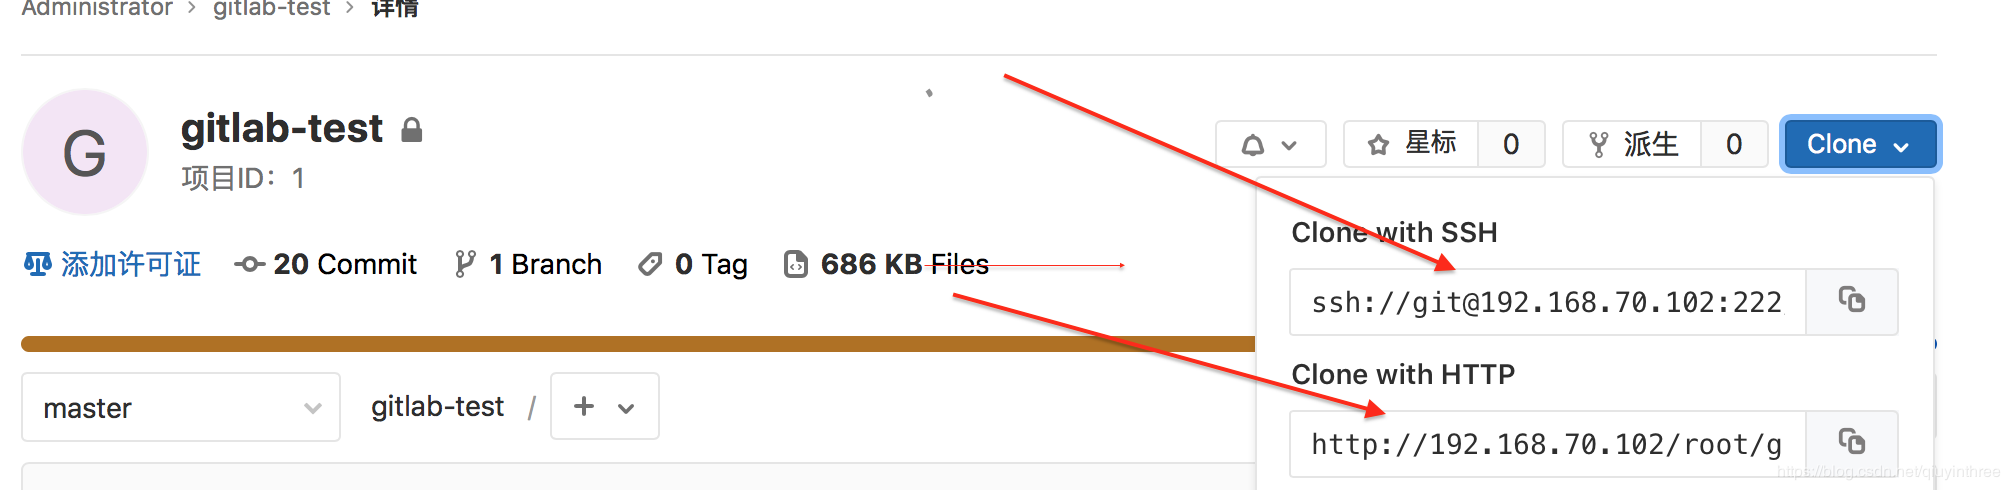 Administrator › gitlab-test › 详情
G
gitlab-test
项目ID： 1
星标 0
派生 0
Clone
添加许可证
20 Commit
1 Branch
0 Tag
686 KB Files
Clone with SSH
ssh://git@192.168.70.102:222
Clone with HTTP
http://192.168.70.102/root/g
master
gitlab-test / +
https://blog.csdn.net/qiuyinthree